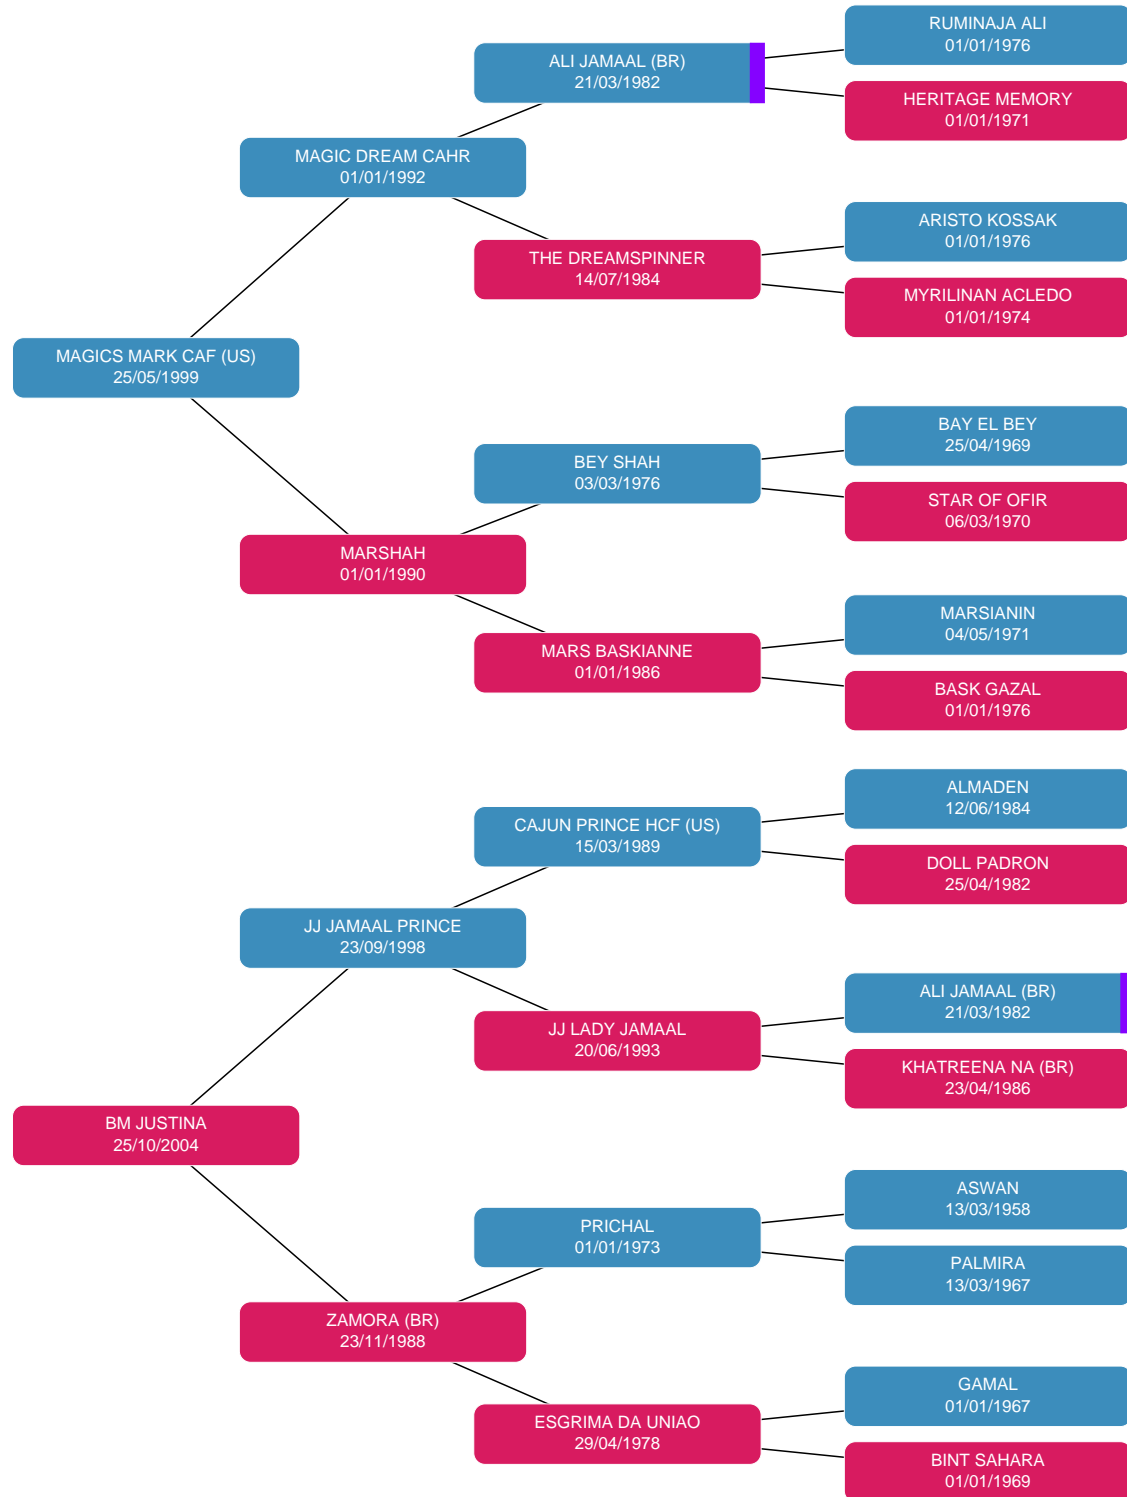 RUMINAJA ALI
01/01/1976
ALI JAMAAL (BR)
21/03/1982
HERITAGE MEMORY
01/01/1971
MAGIC DREAM CAHR
01/01/1992
ARISTO KOSSAK
01/01/1976
THE DREAMSPINNER
14/07/1984
MYRILINAN ACLEDO
01/01/1974
MAGICS MARK CAF (US)
25/05/1999
BAY EL BEY
25/04/1969
BEY SHAH
03/03/1976
STAR OF OFIR
06/03/1970
MARSHAH
01/01/1990
MARSIANIN
04/05/1971
MARS BASKIANNE
01/01/1986
BASK GAZAL
01/01/1976
ALMADEN
12/06/1984
CAJUN PRINCE HCF (US)
15/03/1989
DOLL PADRON
25/04/1982
JJ JAMAAL PRINCE
23/09/1998
ALI JAMAAL (BR)
21/03/1982
JJ LADY JAMAAL
20/06/1993
KHATREENA NA (BR)
23/04/1986
BM JUSTINA
25/10/2004
ASWAN
13/03/1958
PRICHAL
01/01/1973
PALMIRA
13/03/1967
ZAMORA (BR)
23/11/1988
GAMAL
01/01/1967
ESGRIMA DA UNIAO
29/04/1978
BINT SAHARA
01/01/1969